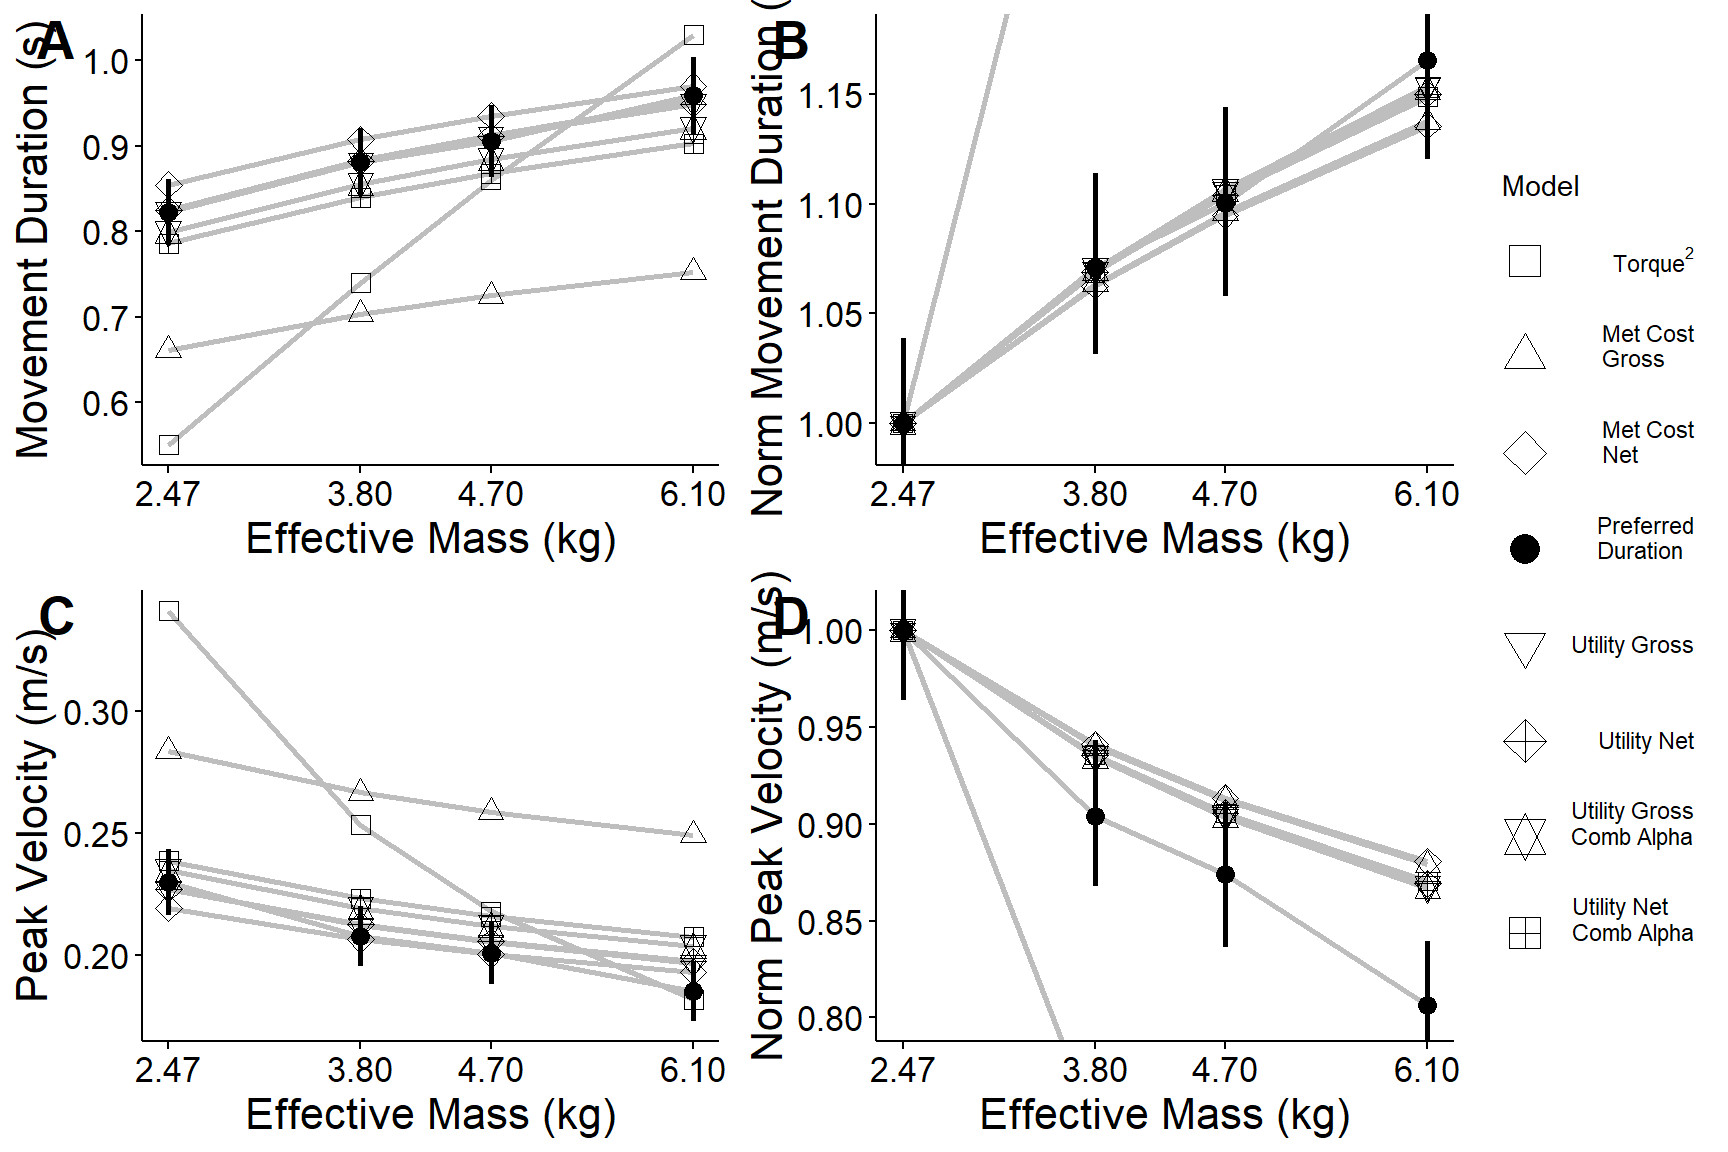 A
Movement Duration (s)
1.0
0.9
0.8
0.7
0.6
2.47 3.80 4.70 6.10
Effective Mass (kg)
B
Norm Movement Duration (
1.15
1.10
1.05
1.00
2.47 3.80 4.70 6.10
Effective Mass (kg)
C
Peak Velocity (m/s)
0.30
0.25
0.20
2.47 3.80 4.70 6.10
Effective Mass (kg)
D
Norm Peak Velocity (m/s)
1.00
0.95
0.90
0.85
0.80
2.47 3.80 4.70 6.10
Effective Mass (kg)
Model
Torque²
Met Cost
Gross
Met Cost
Net
Preferred
Duration
Utility Gross
Utility Net
Utility Gross
Comb Alpha
Utility Net
Comb Alpha